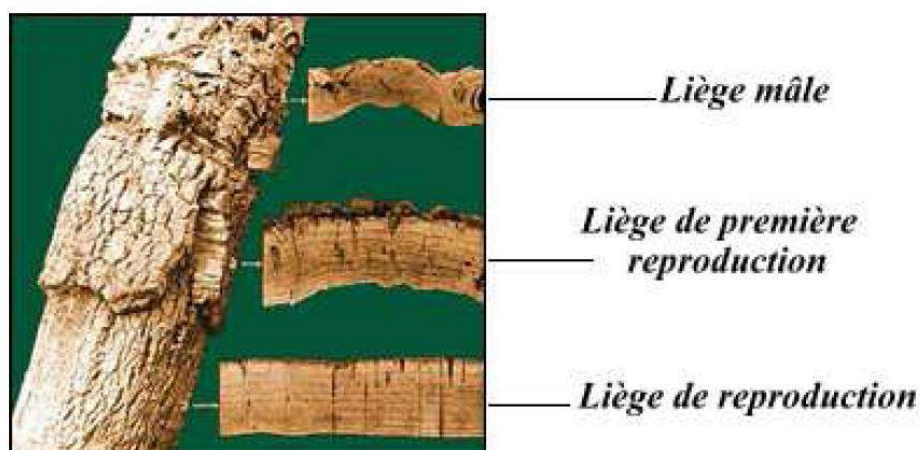 Liège mâle
Liège de première
reproduction
Liège de reproduction